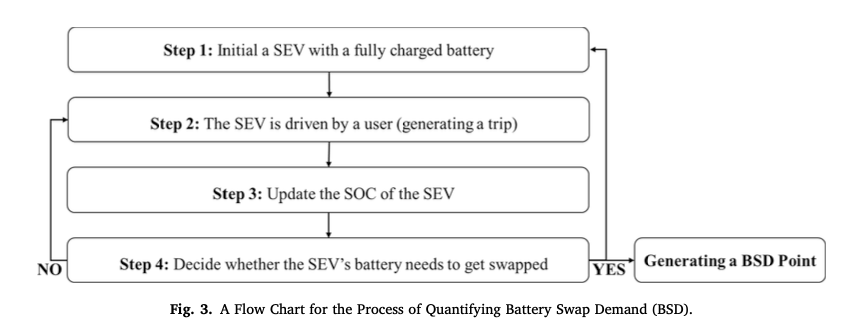 Step 1: Initial a SEV with a fully charged battery
Step 2: The SEV is driven by a user (generating a trip)
Step 3: Update the SOC of the SEV
Step 4: Decide whether the SEV's battery needs to get swapped
NO
YES
Generating a BSD Point
Fig. 3. A Flow Chart for the Process of Quantifying Battery Swap Demand (BSD).